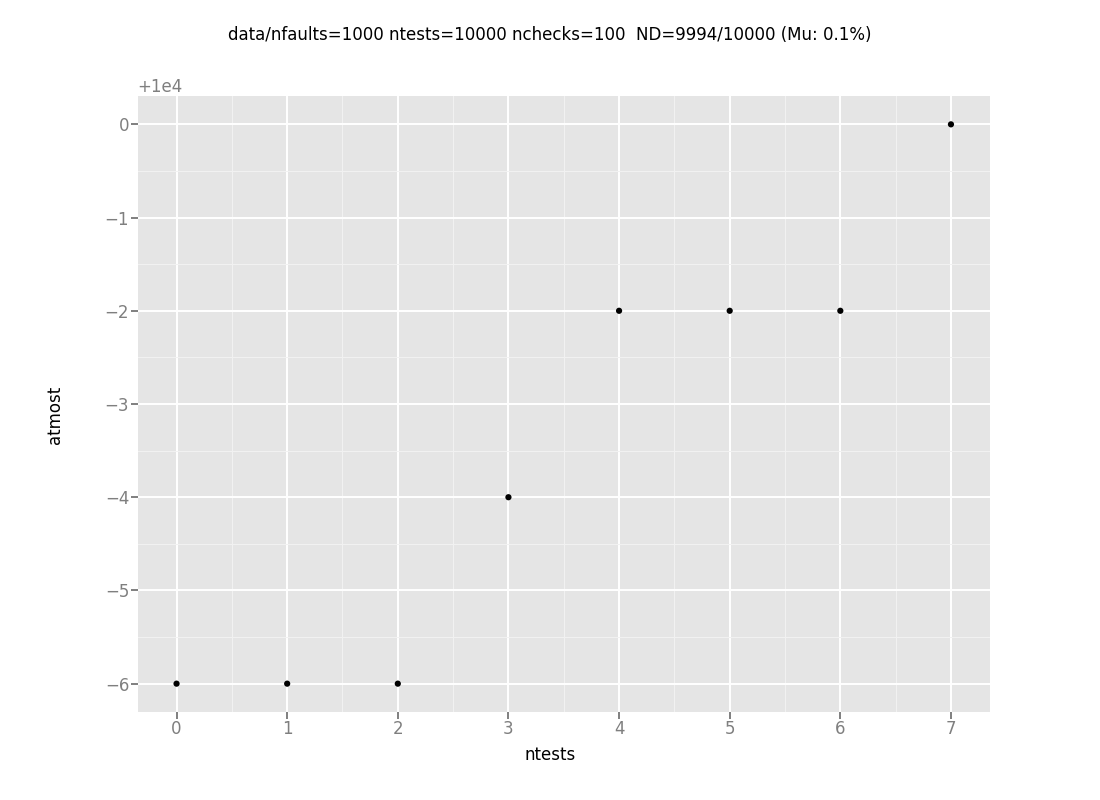 data/nfaults=1000 ntests=10000 nchecks=100  ND=9994/10000 (Mu: 0.1%)
+1e4
0
−1
−2
−3
−4
−5
−6
atmost
0 1 2 3 4 5 6 7
ntests